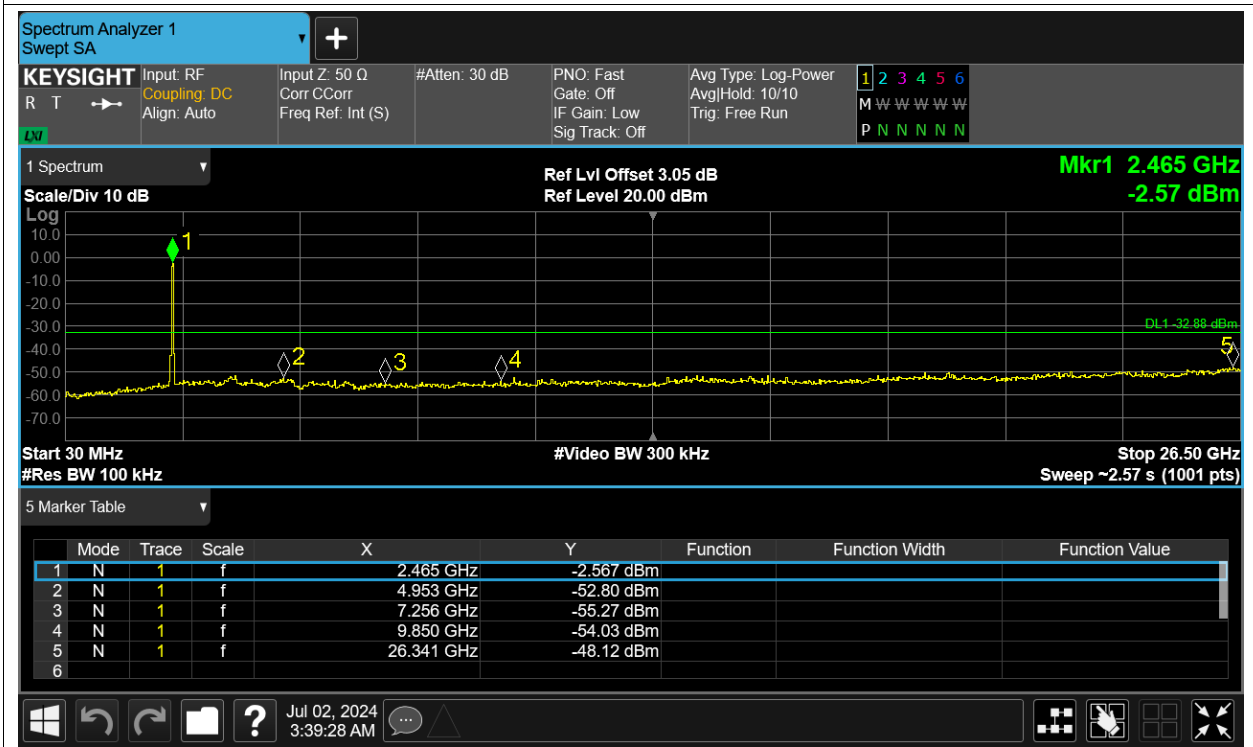 Spectrum Analyzer 1
Swept SA
KEYSIGHT
R T
LXI
Input: RF
Coupling: DC
Align: Auto
Input Z: 50 Ω
Corr CCorr
Freq Ref: Int (S)
#Atten: 30 dB
PNO: Fast
Gate: Off
IF Gain: Low
Sig Track: Off
Avg Type: Log-Power
Avg|Hold: 10/10
Trig: Free Run
1 2 3 4 5 6
M W W W W W
P N N N N N
1 Spectrum
Scale/Div 10 dB
Ref Lvl Offset 3.05 dB
Ref Level 20.00 dBm
Mkr1 2.465 GHz
-2.57 dBm
Log
10.0
0.00
-10.0
-20.0
-30.0
-40.0
-50.0
-60.0
-70.0
1
2
3
4
5
DL1 -32.88 dBm
Start 30 MHz
#Res BW 100 kHz
#Video BW 300 kHz
Stop 26.50 GHz
Sweep ~2.57 s (1001 pts)
5 Marker Table
Mode Trace Scale X Y Function Function Width Function Value
1 N 1 f 2.465 GHz -2.567 dBm
2 N 1 f 4.953 GHz -52.80 dBm
3 N 1 f 7.256 GHz -55.27 dBm
4 N 1 f 9.850 GHz -54.03 dBm
5 N 1 f 26.341 GHz -48.12 dBm
6
?
Jul 02, 2024
3:39:28 AM